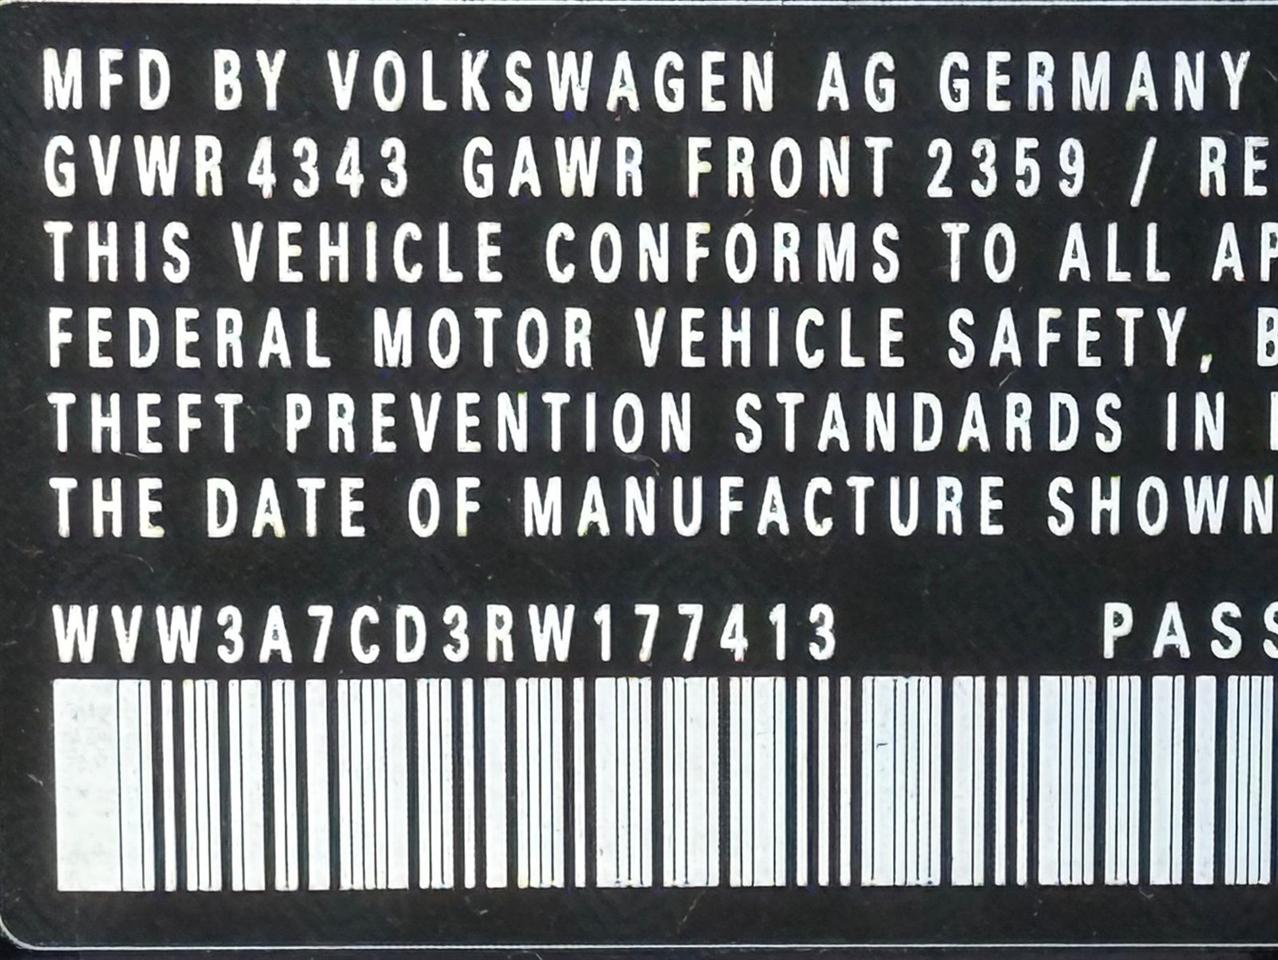 MFD BY VOLKSWAGEN AG GERMANY
GVWR 4343 GAWR FRONT 2359 / RE
THIS VEHICLE CONFORMS TO ALL AP
FEDERAL MOTOR VEHICLE SAFETY, B
THEFT PREVENTION STANDARDS IN
THE DATE OF MANUFACTURE SHOWN
WVW3A7CD3RW177413 PASS